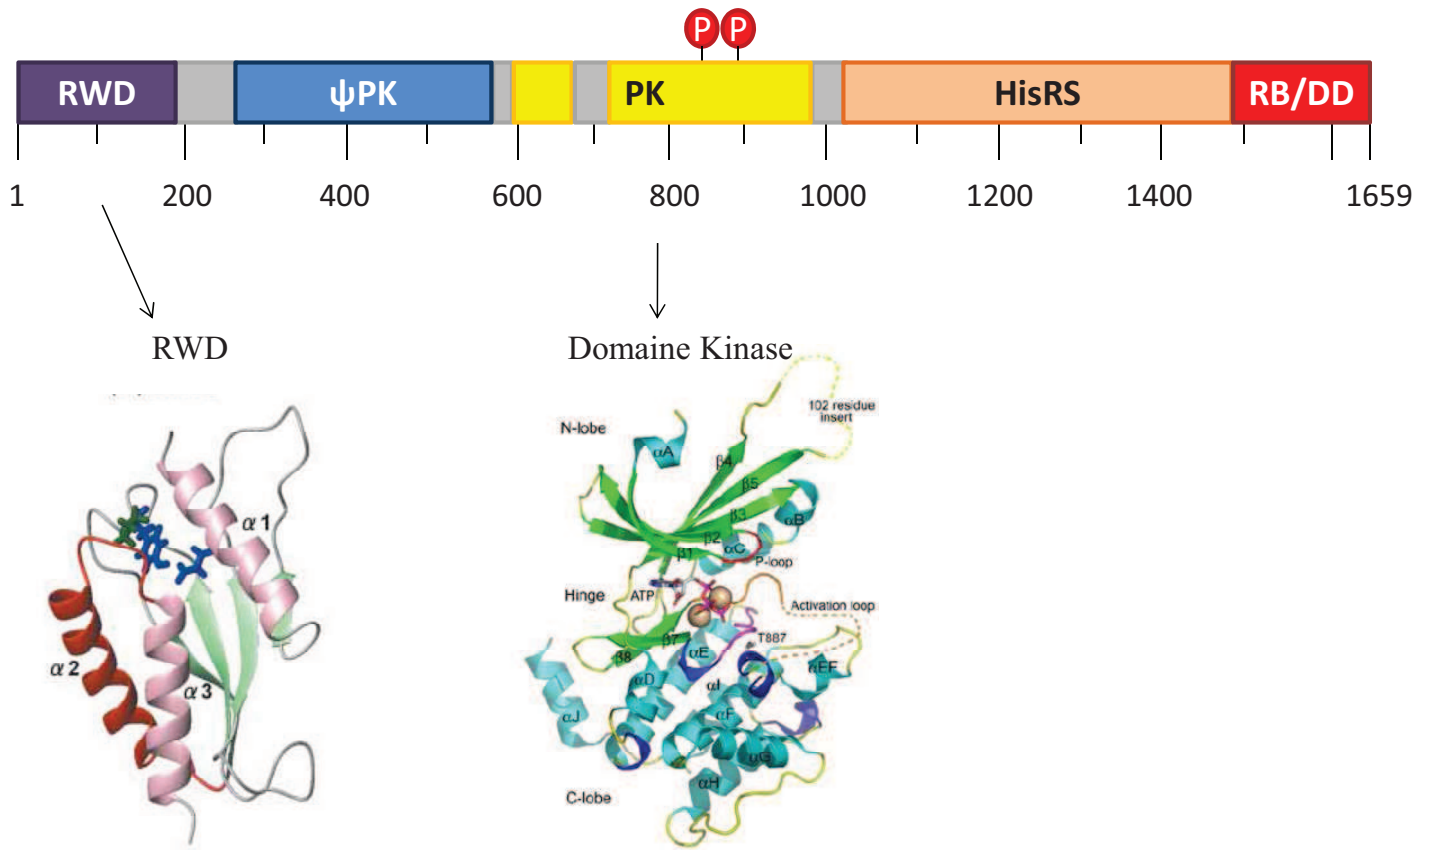 P P
RWD ψPK PK HisRS RB/DD
1 200 400 600 800 1000 1200 1400 1659
RWD Domaine Kinase
102 residue
insert
N-lobe
αA
β4
β5
β3
αB
α1
β2
αC
β1
P-loop
Hinge
ATP
Activation loop
β7
T887
β8
αE
αEF
α2
αD
αI
α3
αJ
αF
αG
αH
C-lobe